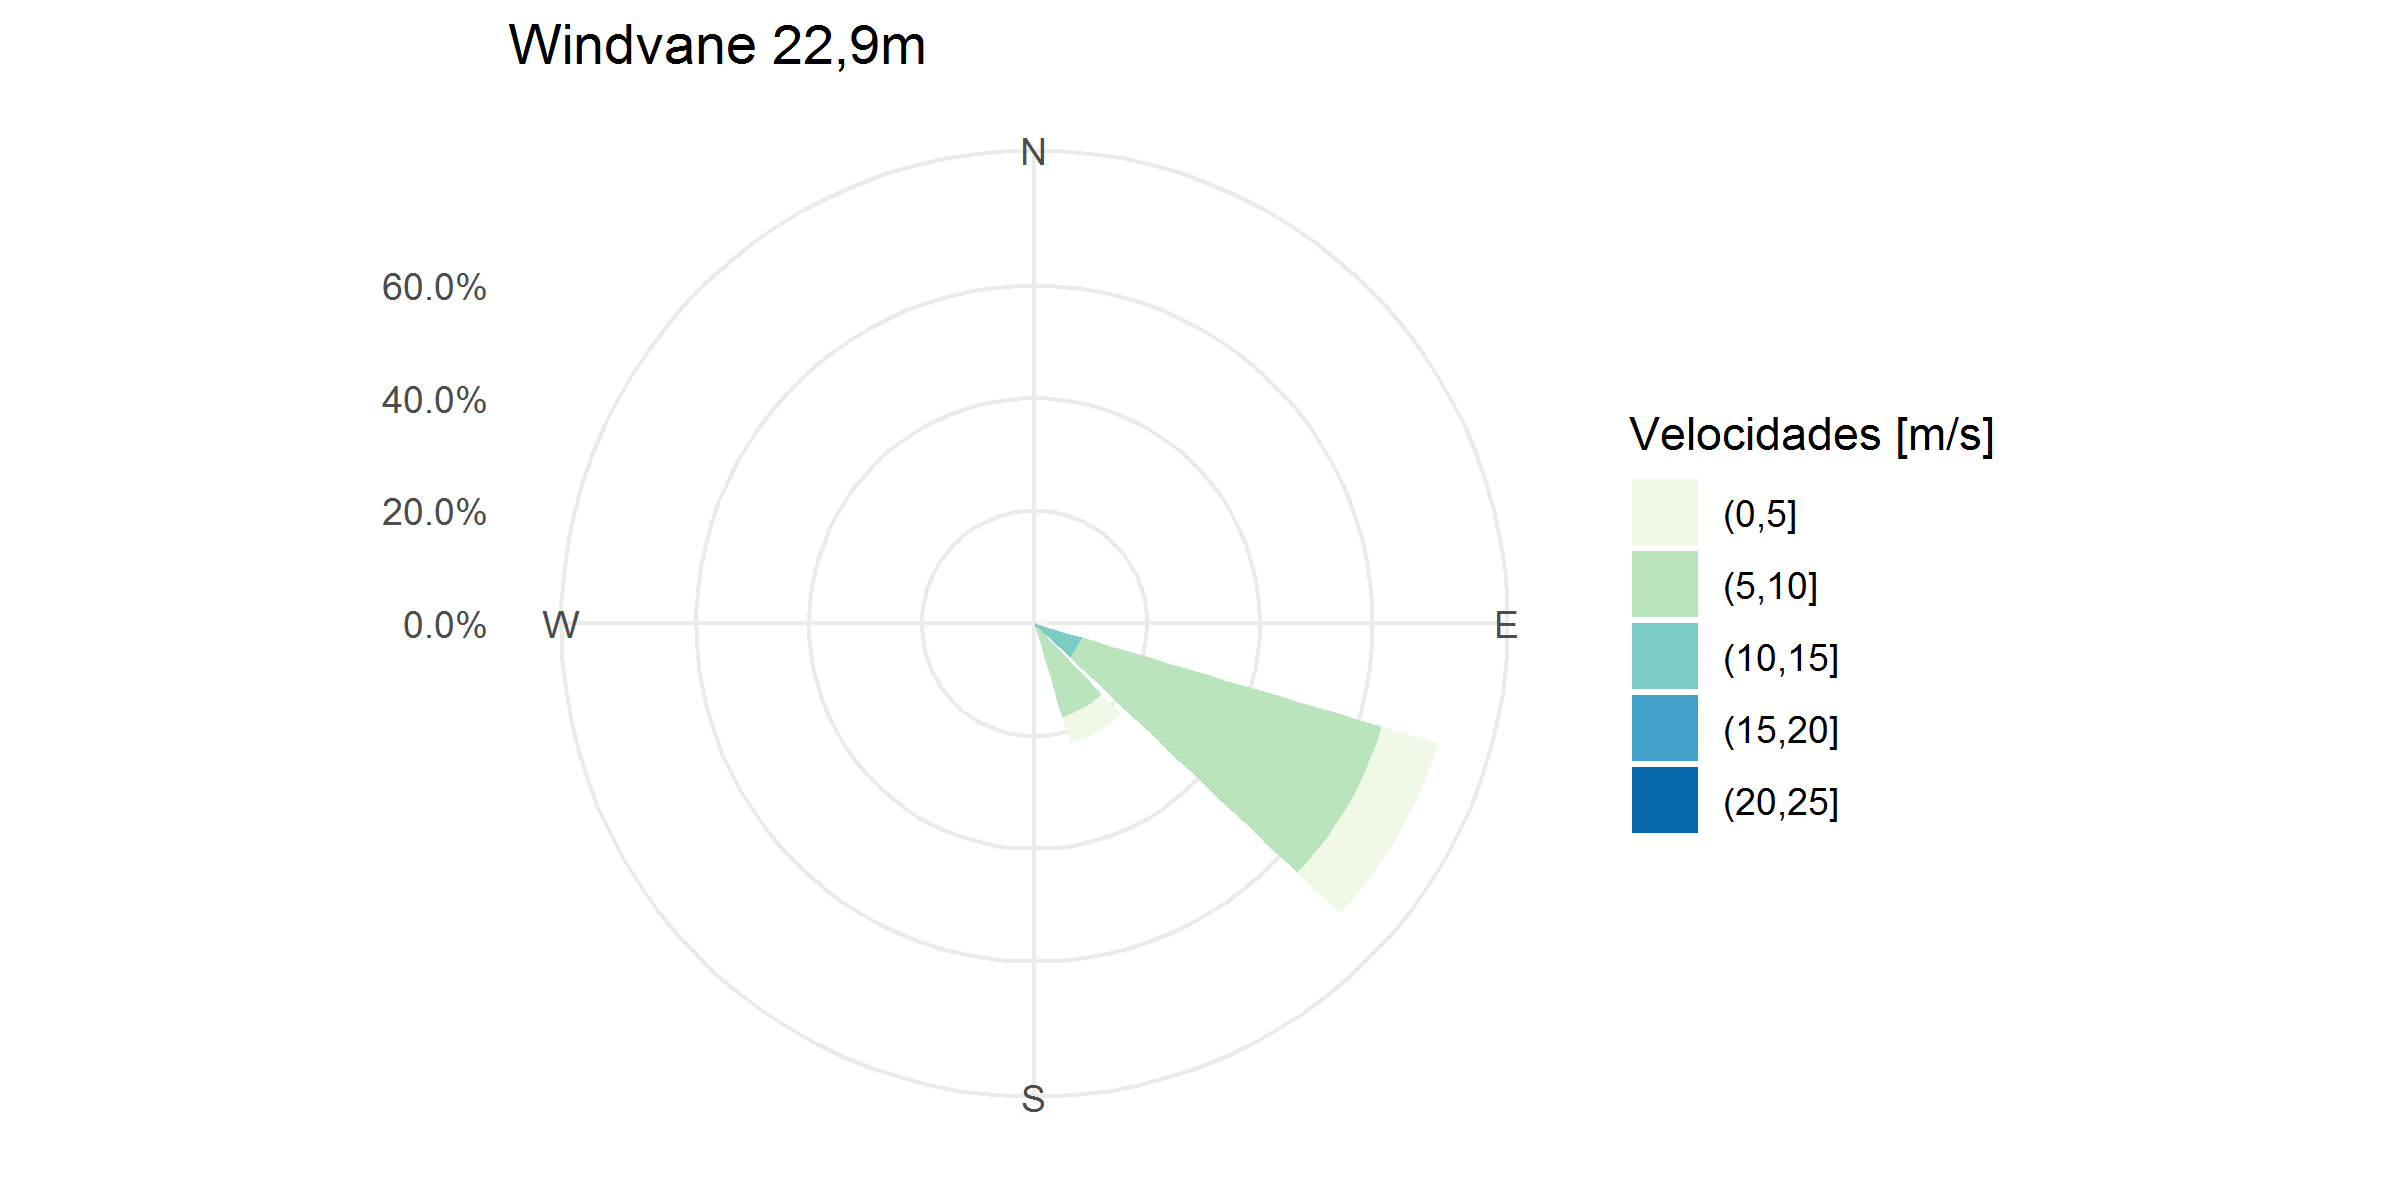 Windvane 22,9m
N
60.0%
40.0%
20.0%
0.0%
W
E
S
Velocidades [m/s]
(0,5]
(5,10]
(10,15]
(15,20]
(20,25]